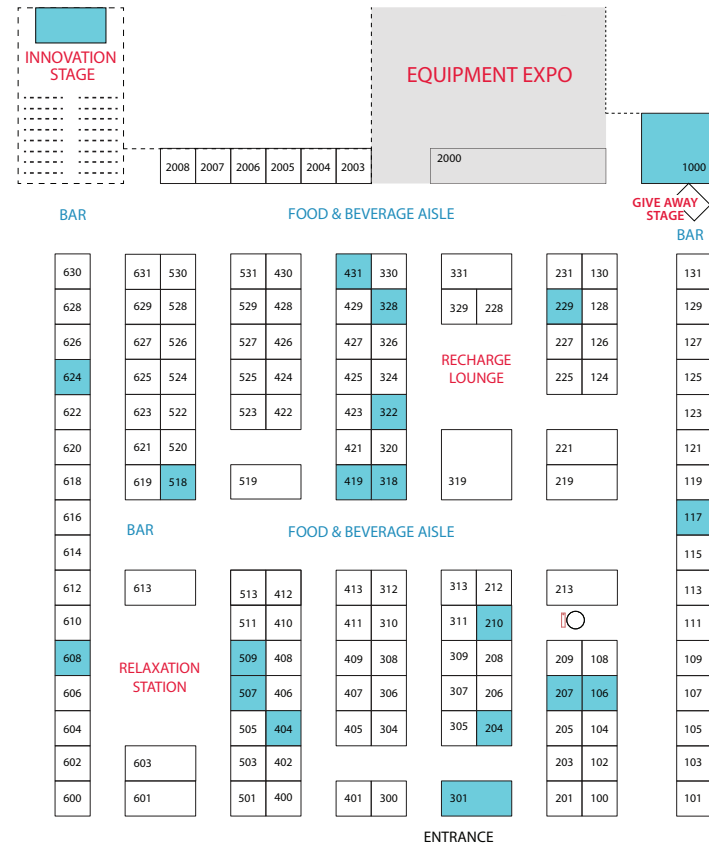 INNOVATION
STAGE
EQUIPMENT EXPO
2008 2007 2006 2005 2004 2003
2000
1000
GIVE AWAY
STAGE
BAR
FOOD & BEVERAGE AISLE
BAR
630 631 530 531 430 431 330 331 231 130 131
628 629 528 529 428 429 328 329 228 229 128 129
626 627 526 527 426 427 326 227 126 127
RECHARGE
LOUNGE
624 625 524 525 424 425 324 225 124 125
622 623 522 523 422 423 322 123
620 621 520 421 320 221 121
618 619 518 519 419 318 319 219 119
616 117
BAR
FOOD & BEVERAGE AISLE
614 115
612 613 513 412 413 312 313 212 213 113
610 511 410 411 310 311 210 111
608 509 408 409 308 309 208 209 108 109
RELAXATION
STATION
606 507 406 407 306 307 206 207 106 107
604 505 404 405 304 305 204 205 104 105
602 603 503 402 203 102 103
600 601 501 400 401 300 301 201 100 101
ENTRANCE